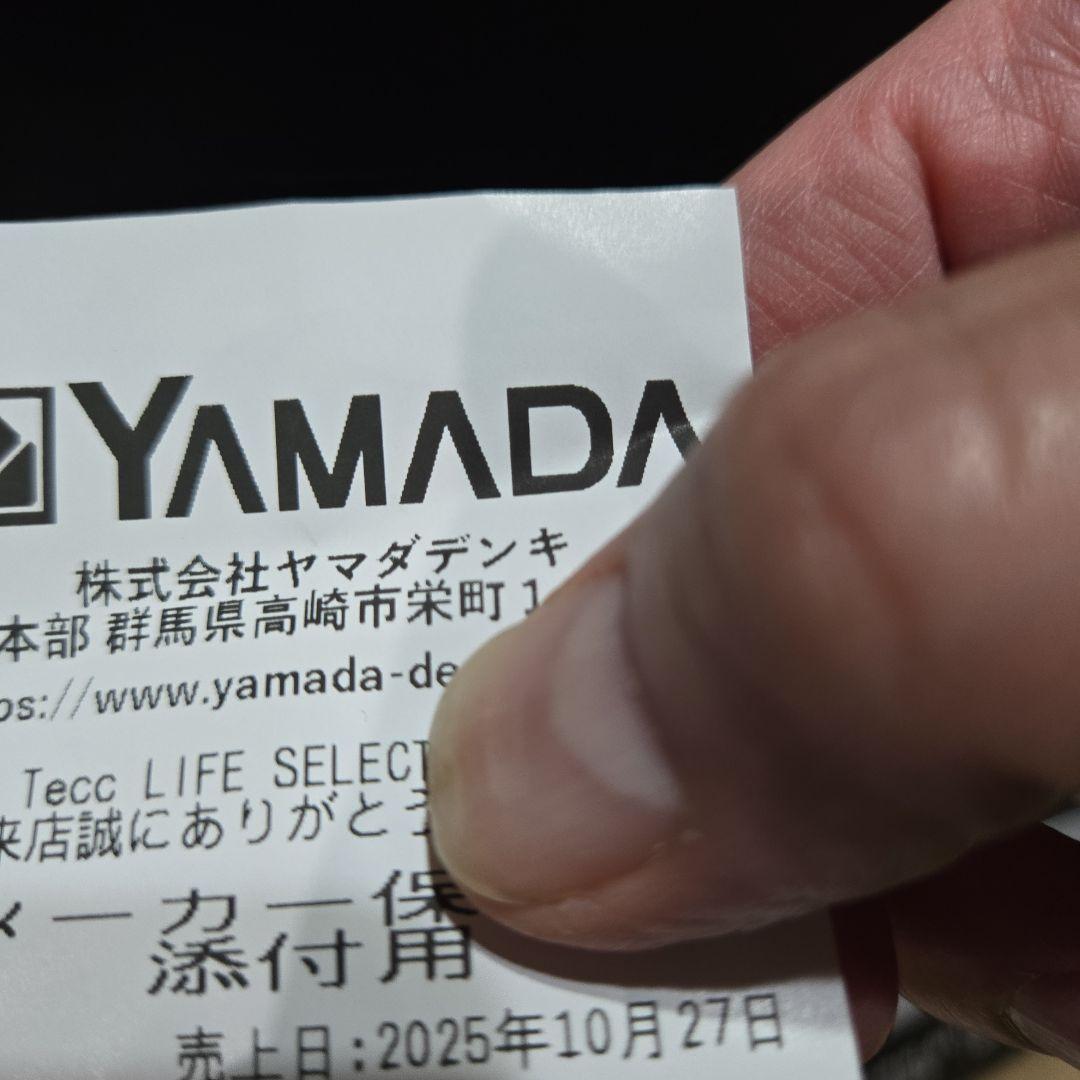 YAMADA
株式会社ヤマダデンキ
本部 群馬県高崎市栄町1
ps://www.yamada-de
Tecc LIFE SELECT
来店誠にありがとう
メーカー保
添付用
売上日:2025年10月27日